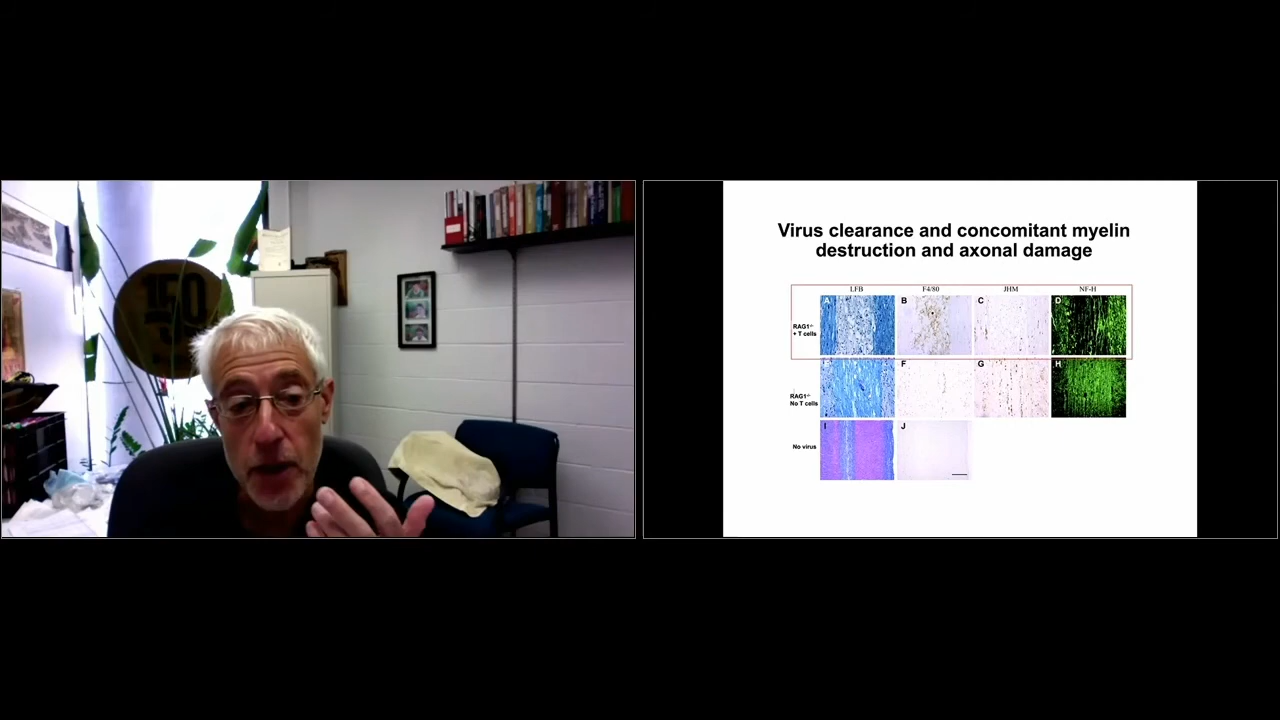 150
Virus clearance and concomitant myelin
destruction and axonal damage
LFB F4/80 JHM NF-H
RAG1-/-
+ T cells
A B C D
RAG1-/-
No T cells
F G H
No virus
I J